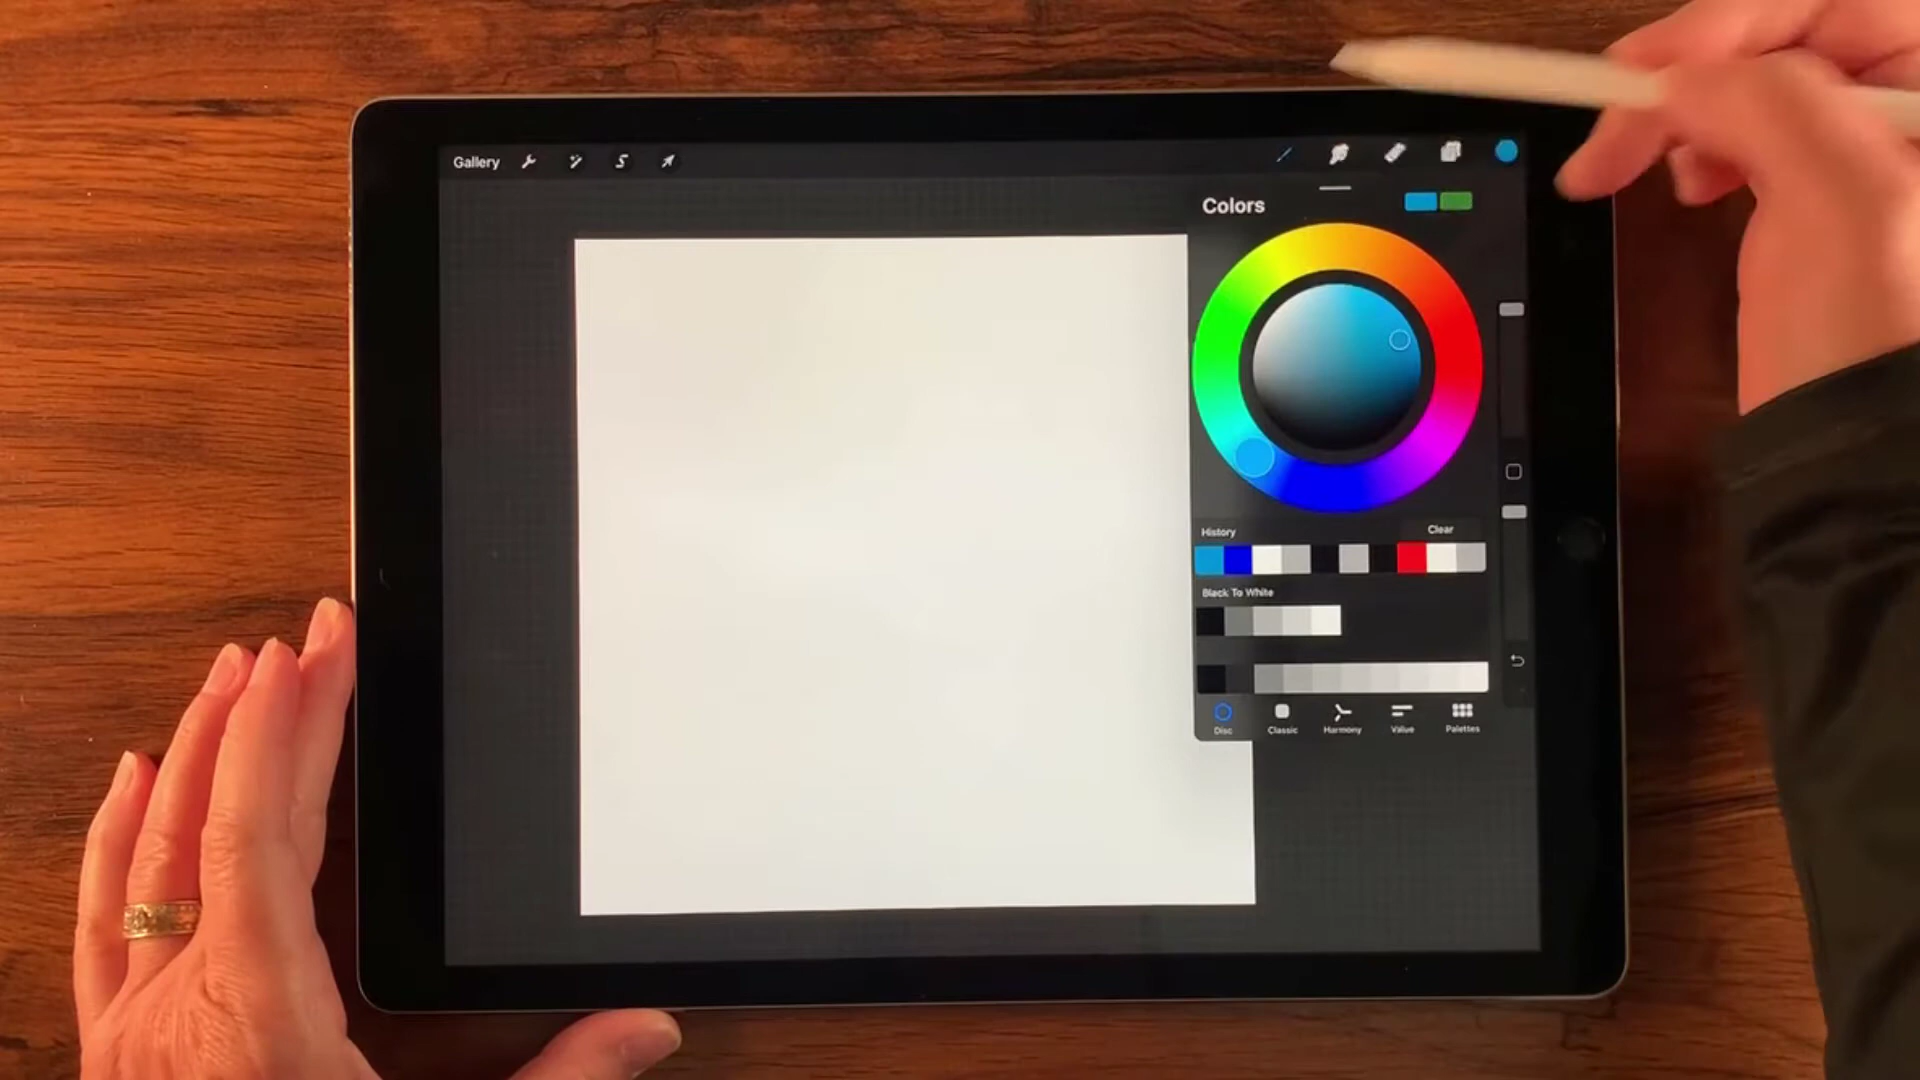 Gallery
Colors
History Clear
Black To White
Disc Classic Harmony Value Palettes